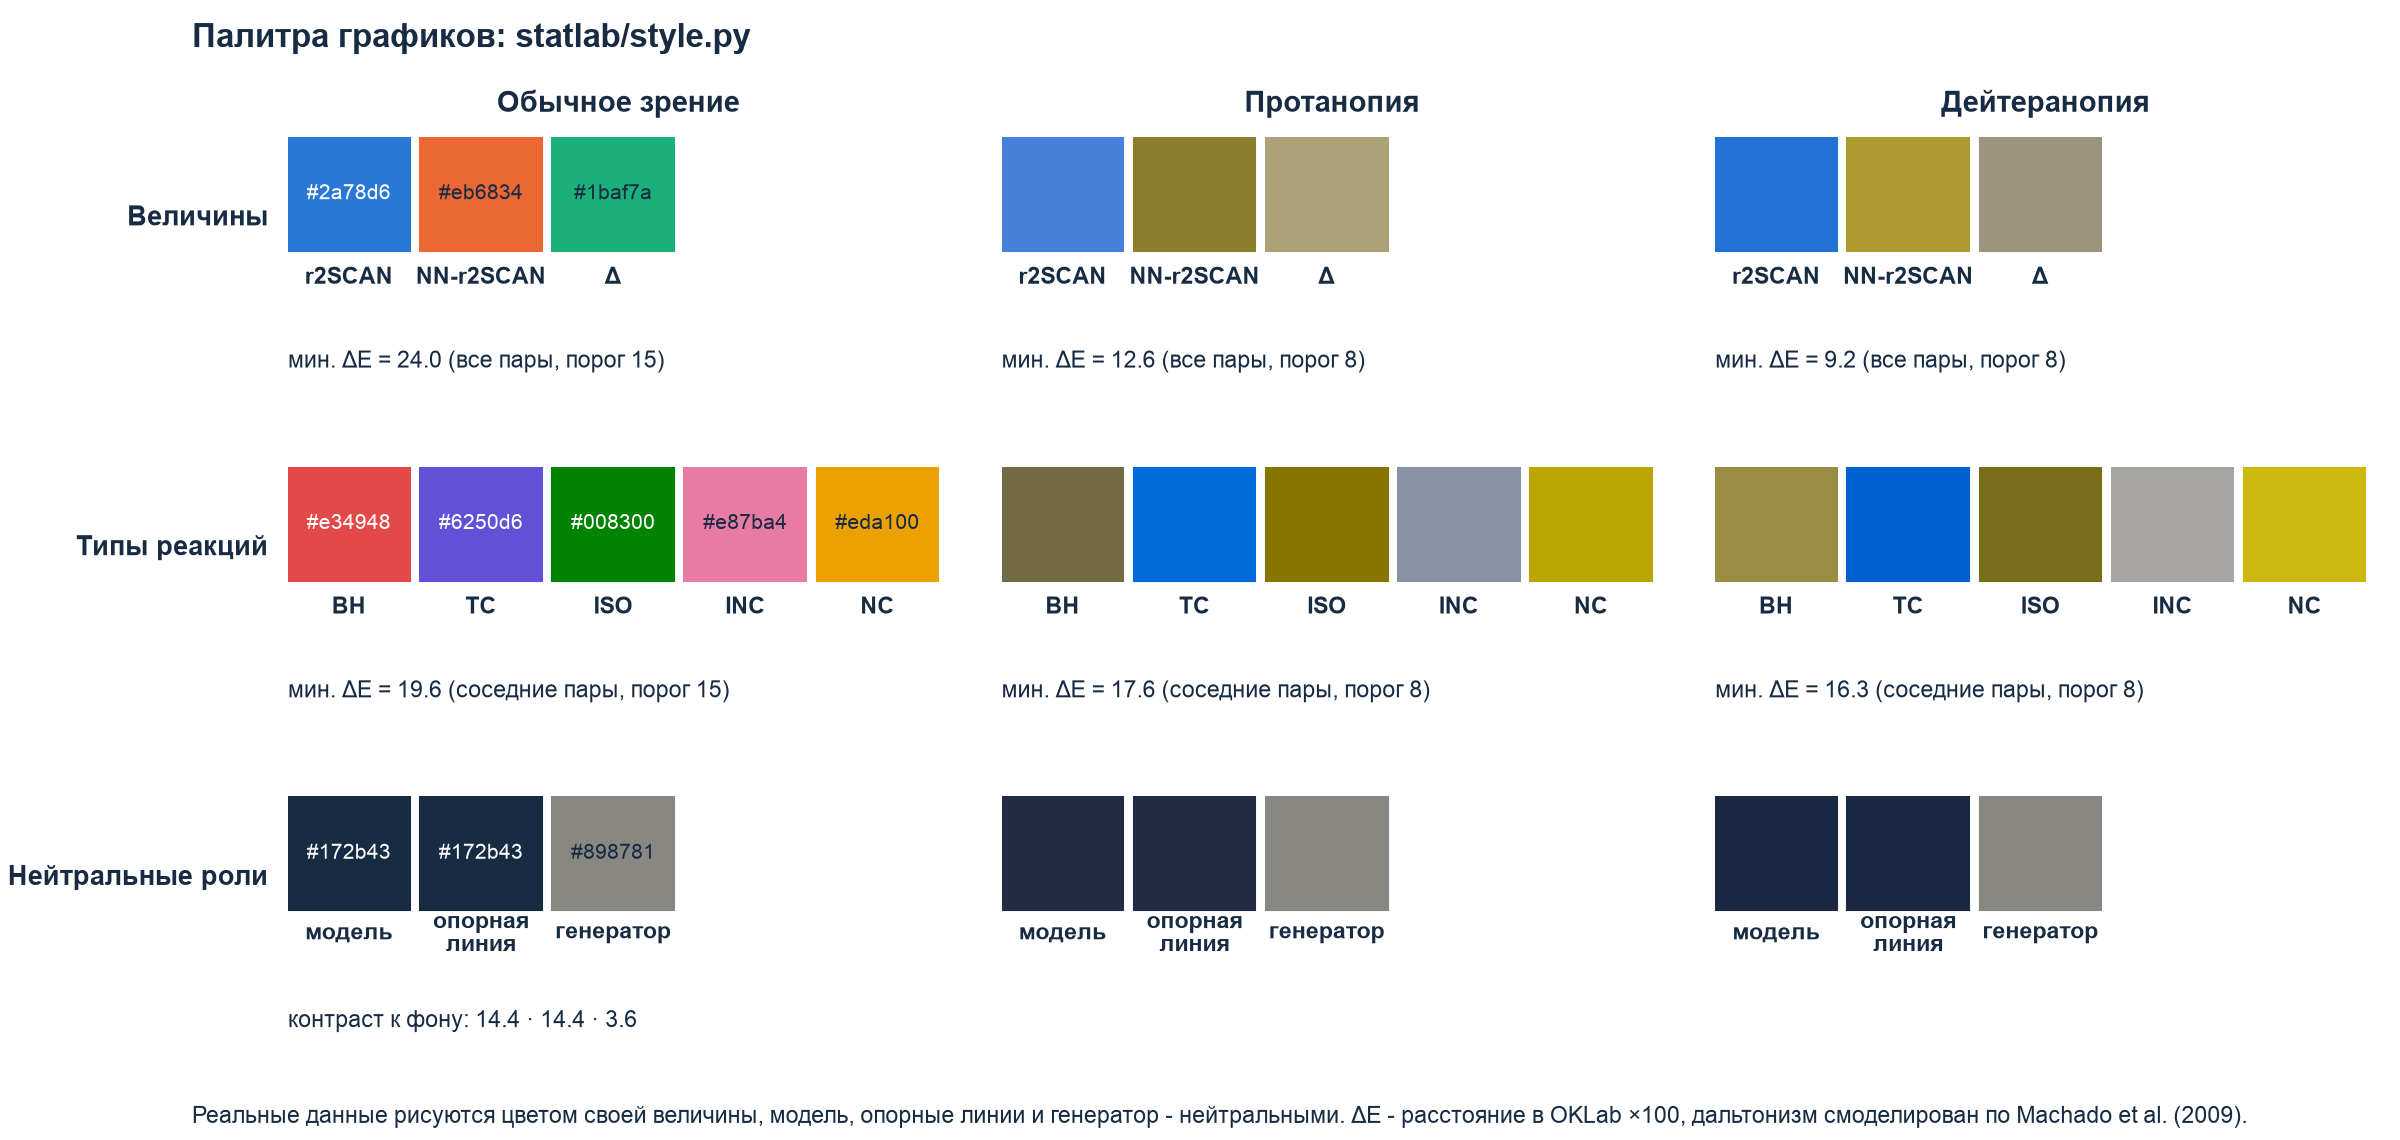 Палитра графиков: statlab/style.py
Обычное зрение
Протанопия
Дейтеранопия
Величины
#2a78d6
#eb6834
#1baf7a
r2SCAN
NN-r2SCAN
Δ
r2SCAN
NN-r2SCAN
Δ
r2SCAN
NN-r2SCAN
Δ
мин. ΔE = 24.0 (все пары, порог 15)
мин. ΔE = 12.6 (все пары, порог 8)
мин. ΔE = 9.2 (все пары, порог 8)
Типы реакций
#e34948
#6250d6
#008300
#e87ba4
#eda100
BH
TC
ISO
INC
NC
BH
TC
ISO
INC
NC
BH
TC
ISO
INC
NC
мин. ΔE = 19.6 (соседние пары, порог 15)
мин. ΔE = 17.6 (соседние пары, порог 8)
мин. ΔE = 16.3 (соседние пары, порог 8)
Нейтральные роли
#172b43
#172b43
#898781
модель
опорная
линия
генератор
модель
опорная
линия
генератор
модель
опорная
линия
генератор
контраст к фону: 14.4 · 14.4 · 3.6
Реальные данные рисуются цветом своей величины, модель, опорные линии и генератор - нейтральными. ΔE - расстояние в OKLab ×100, дальтонизм смоделирован по Machado et al. (2009).